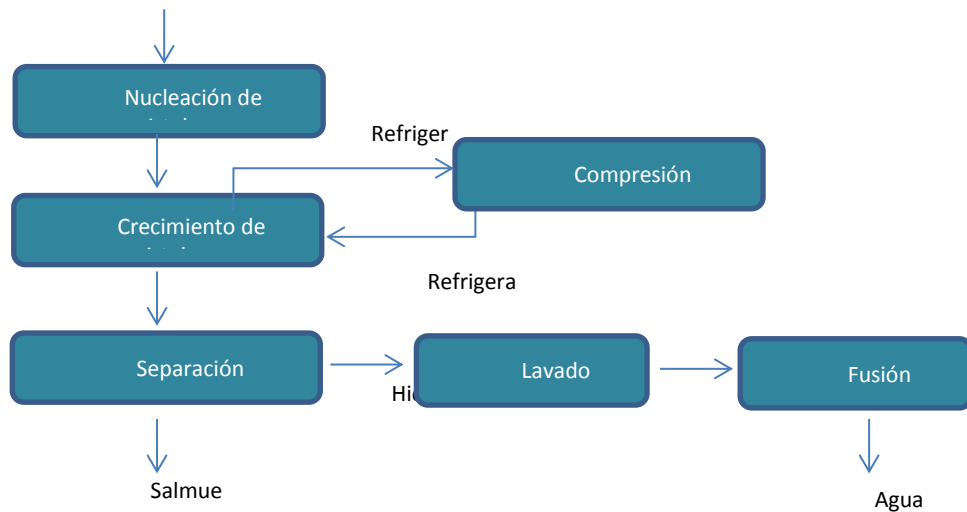 Nucleación de
Refriger
Compresión
Crecimiento de
Refrigera
Separación
Lavado
Fusión
Salmue
Agua